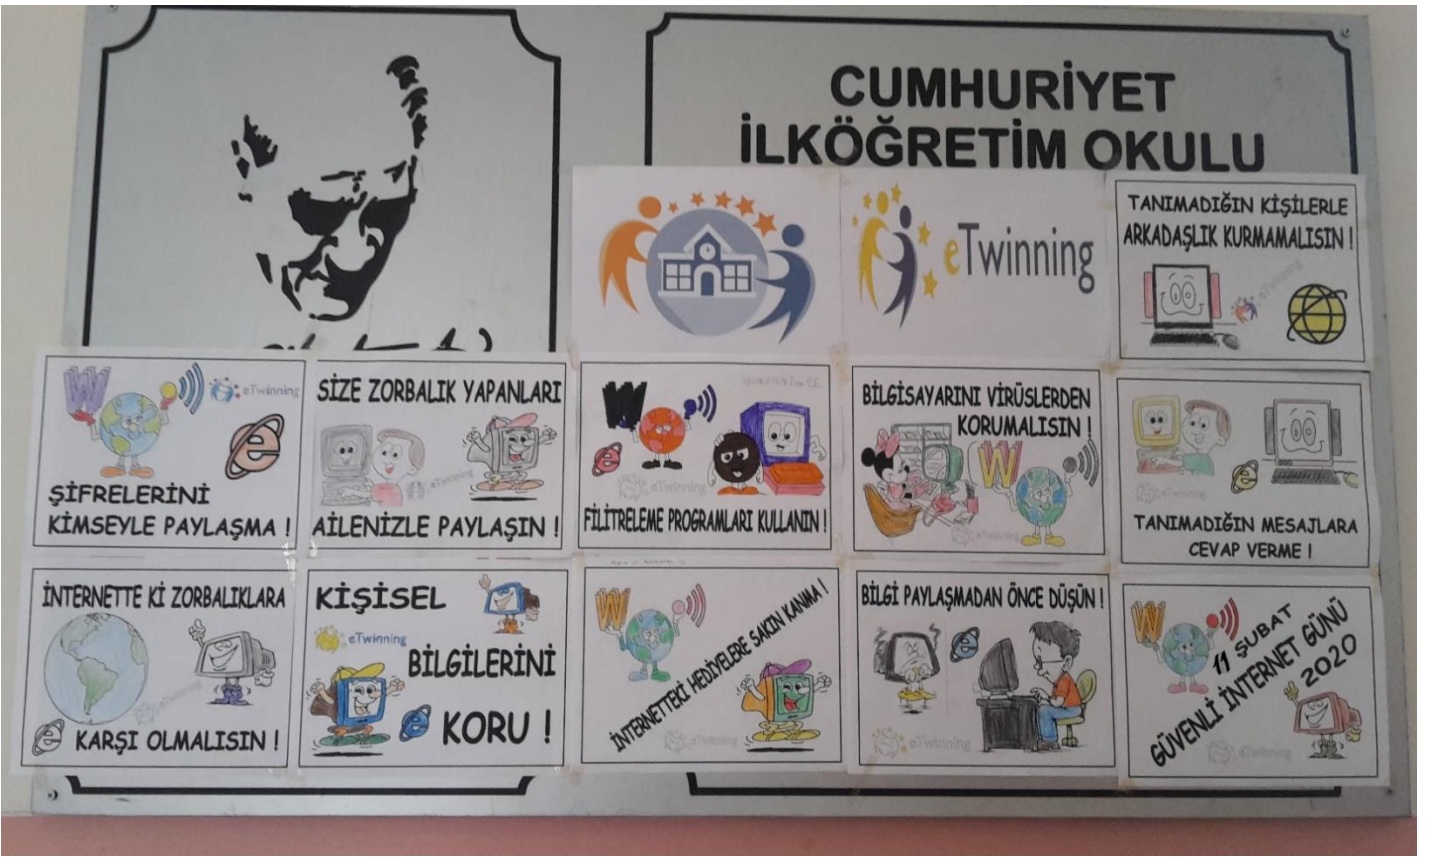 CUMHURİYET
İLKÖĞRETİM OKULU
eTwinning
TANIMADIĞIN KİŞİLERLE
ARKADAŞLIK KURMAMALISIN !
eTwinning
W
eTwinning
ŞİFRELERİNİ
KİMSEYLE PAYLAŞMA !
SİZE ZORBALIK YAPANLARI
eTwinning
AİLENİZLE PAYLAŞIN !
W
eTwinning
FİLİTRELEME PROGRAMLARI KULLANIN !
BİLGİSAYARINI VİRÜSLERDEN
KORUMALISIN !
W
eTwinning
eTwinning
TANIMADIĞIN MESAJLARA
CEVAP VERME !
İNTERNETTE Kİ ZORBALIKLARA
eTwinning
KARŞI OLMALISIN !
KİŞİSEL
eTwinning
BİLGİLERİNİ
KORU !
W
İNTERNETTEKİ HEDİYELERE SAKIN KANMA !
eTwinning
BİLGİ PAYLAŞMADAN ÖNCE DÜŞÜN !
eTwinning
W
11 ŞUBAT
GÜVENLİ İNTERNET GÜNÜ
2020
eTwinning